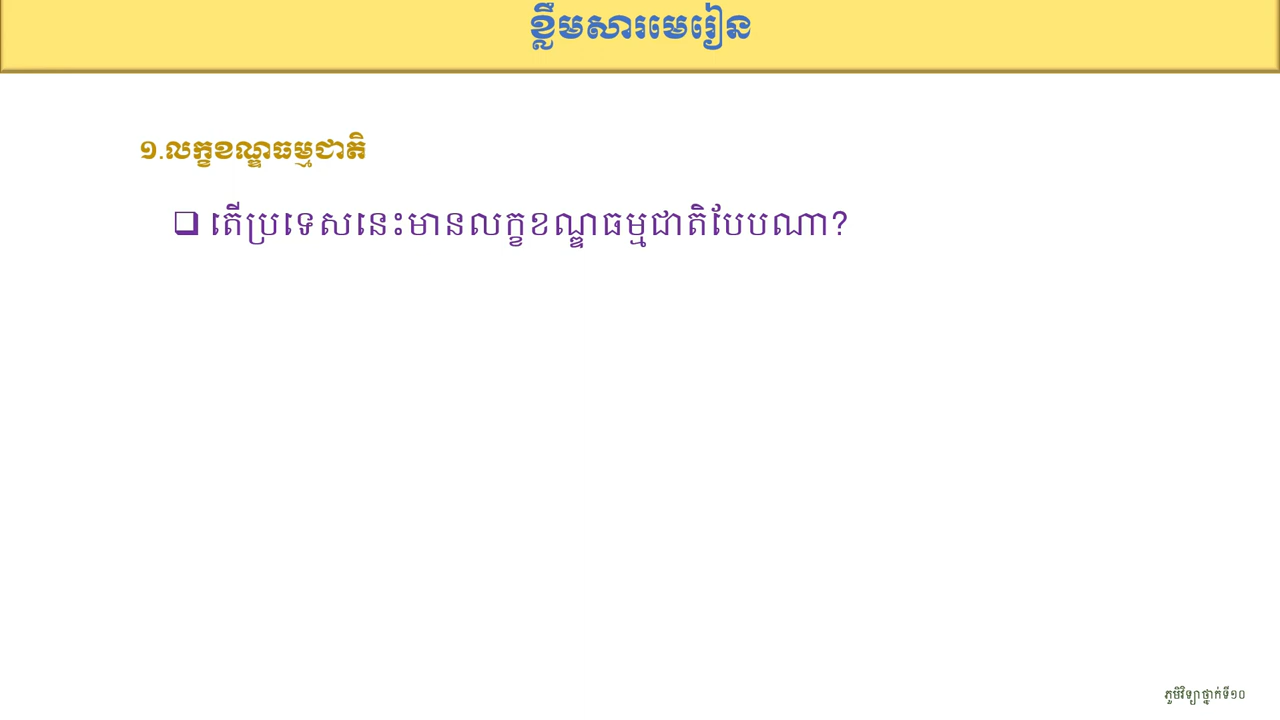 ខ្លឹមសារមេរៀន
១.លក្ខខណ្ឌធម្មជាតិ
តើប្រទេសនេះមានលក្ខខណ្ឌធម្មជាតិបែបណា?
ភូមិវិទ្យាថ្នាក់ទី១០